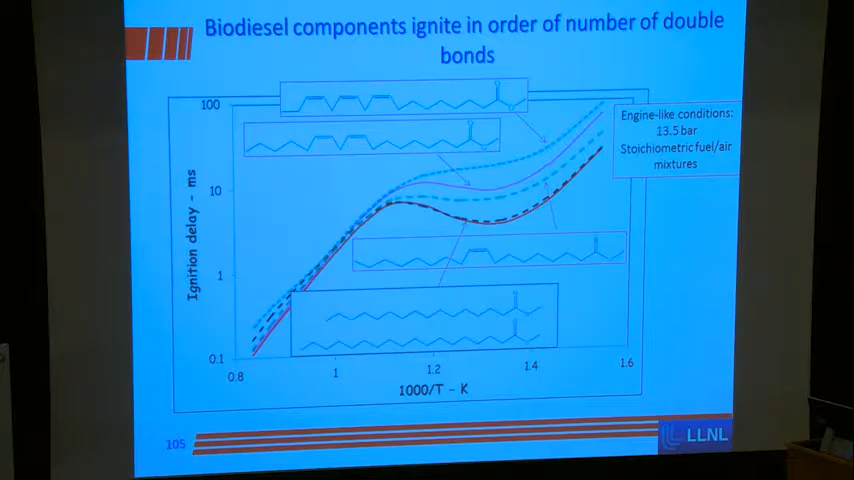 Biodiesel components ignite in order of number of double
bonds
Engine-like conditions:
13.5 bar
Stoichiometric fuel/air
mixtures
100
10
1
0.1
Ignition delay - ms
0.8
1
1.2
1.4
1.6
1000/T - K
105
LLNL